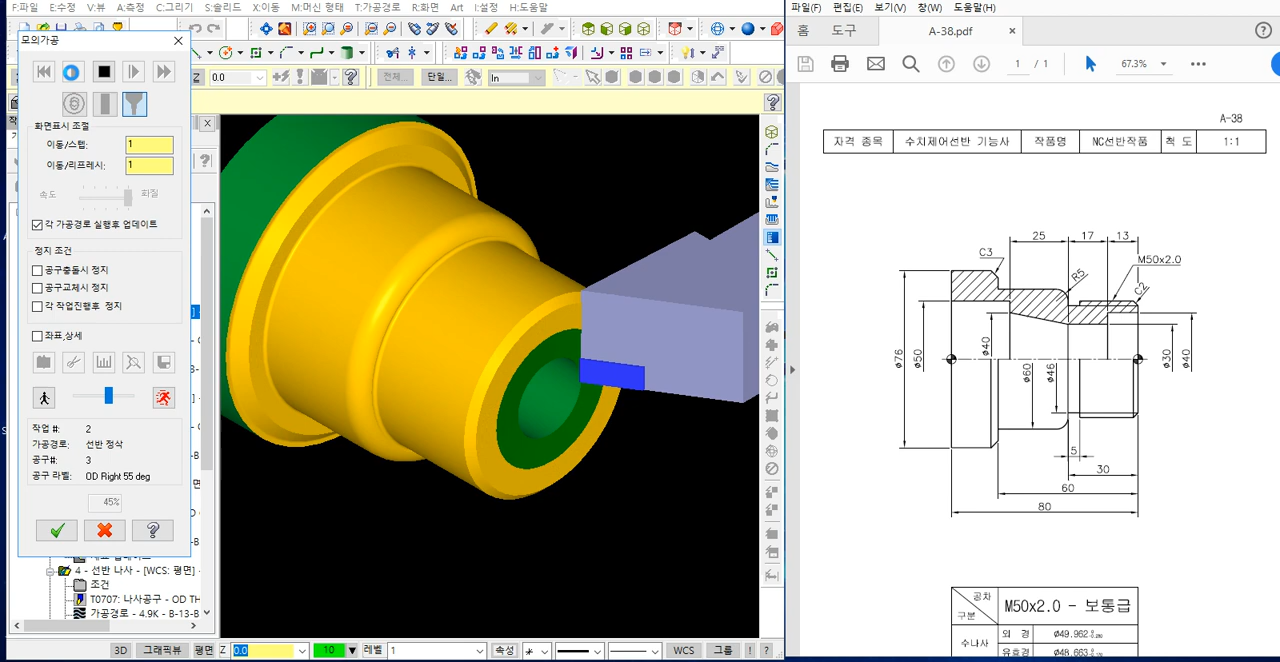 F:파일 E:수정 V:뷰 A:측정 C:그리기 S:솔리드 X:이동 M:머신 형태 T:가공경로 R:화면 Art I:설정 H:도움말
모의가공
Z 0.0
전체...
단일...
In
화면표시 조절
이동/스텝: 1
이동/리프레시: 1
속도
회질
각 가공경로 실행후 업데이트
정지 조건
공구충돌시 정지
공구교체시 정지
각 작업진행후 정지
좌표,상세
작업 #: 2
가공경로: 선반 정삭
공구#: 3
공구 라벨: OD Right 55 deg
45%
4 - 선반 나사 - [WCS: 평면] -
조건
T0707: 나사공구 - OD TH
가공경로 - 4.9K - B-13-B
3D 그래픽뷰 평면 Z 0.0 10 레벨 1 속성 WCS 그룹 ! ?
파일(F) 편집(E) 보기(V) 창(W) 도움말(H)
홈 도구 A-38.pdf
1 / 1 67.3%
A-38
자격 종목 수치제어선반 기능사 작품명 NC선반작품 척 도 1:1
25 17 13
C3
M50x2.0
R5
C2
ø76
ø50
ø40
ø60
ø46
ø30
ø40
5
30
60
80
공차
구분
M50x2.0 - 보통급
수나사
외 경 ø49.962
유효경 ø48.663